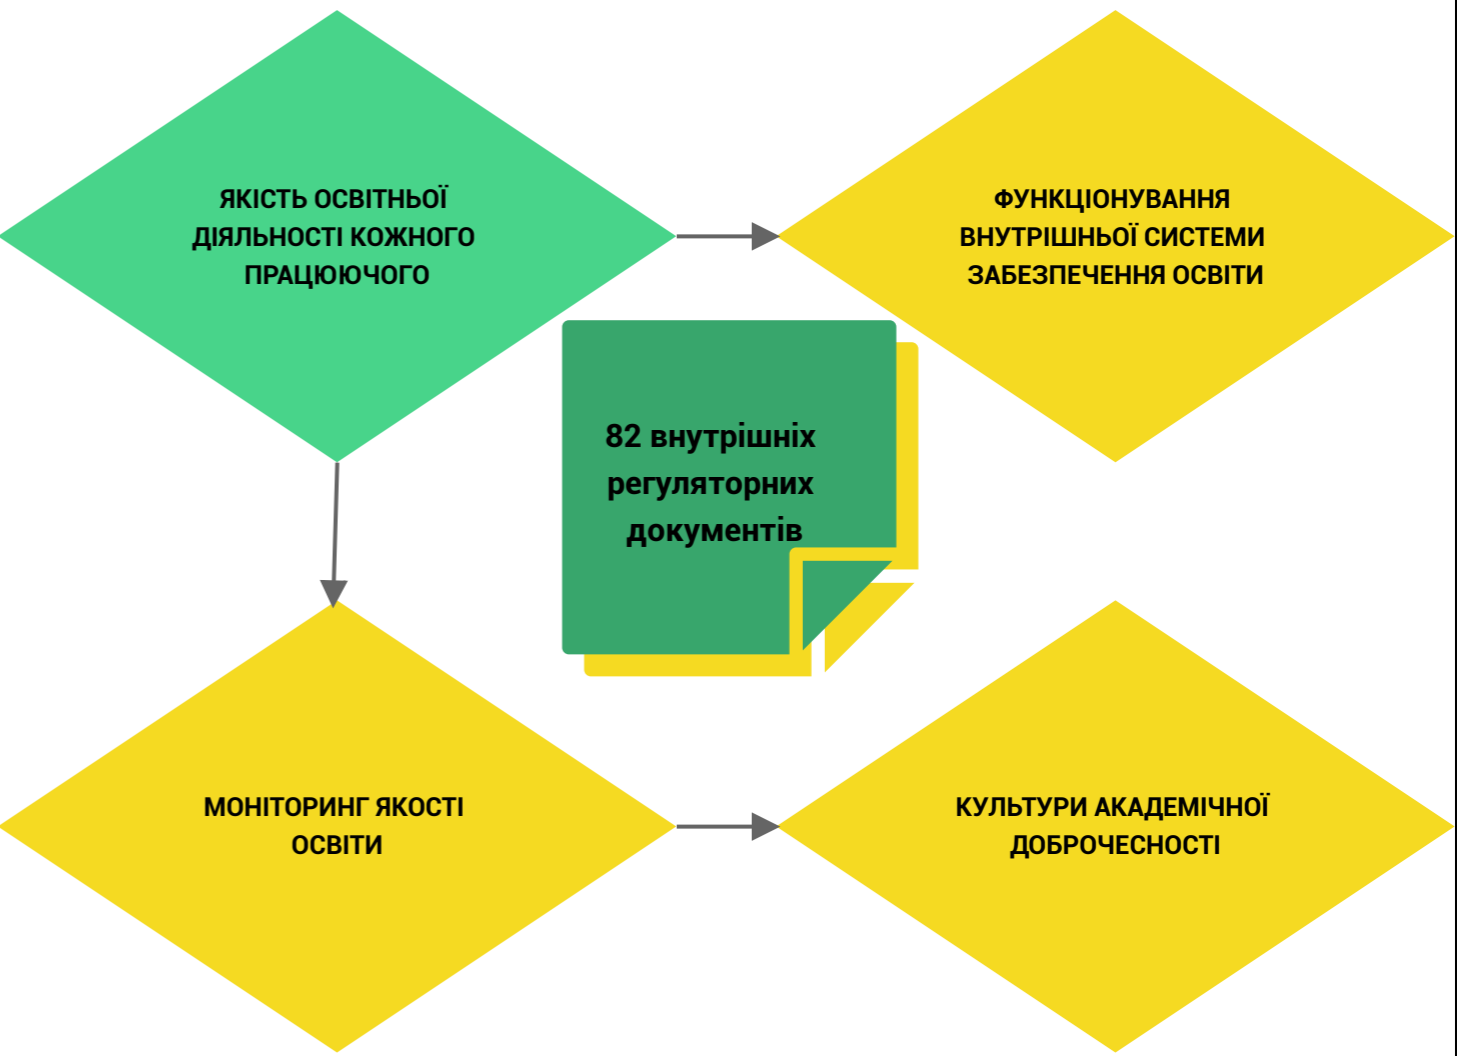 ЯКІСТЬ ОСВІТНЬОЇ
ДІЯЛЬНОСТІ КОЖНОГО
ПРАЦЮЮЧОГО
ФУНКЦІОНУВАННЯ
ВНУТРІШНЬОЇ СИСТЕМИ
ЗАБЕЗПЕЧЕННЯ ОСВІТИ
82 внутрішніх
регуляторних
документів
МОНІТОРИНГ ЯКОСТІ
ОСВІТИ
КУЛЬТУРИ АКАДЕМІЧНОЇ
ДОБРОЧЕСНОСТІ